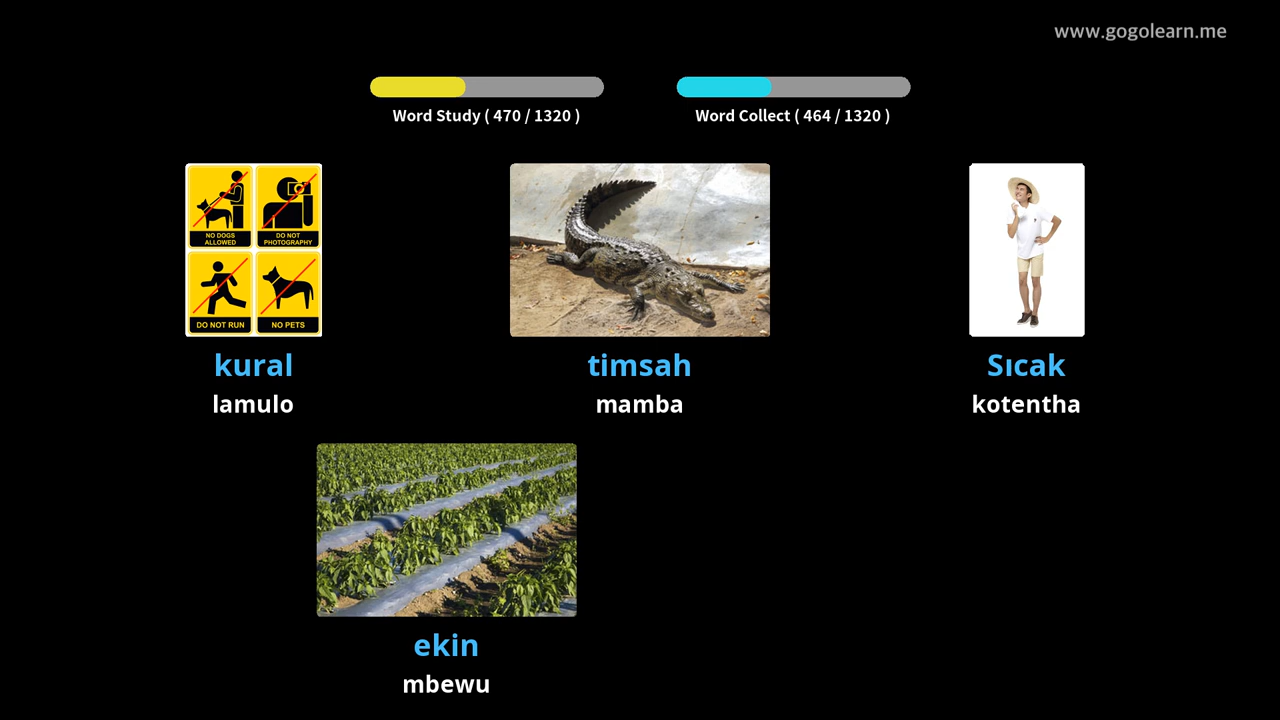 www.gogolearn.me
Word Study ( 470 / 1320 )
Word Collect ( 464 / 1320 )
NO DOGS
ALLOWED
DO NOT
PHOTOGRAPHY
DO NOT RUN
NO PETS
kural
lamulo
timsah
mamba
Sıcak
kotentha
ekin
mbewu